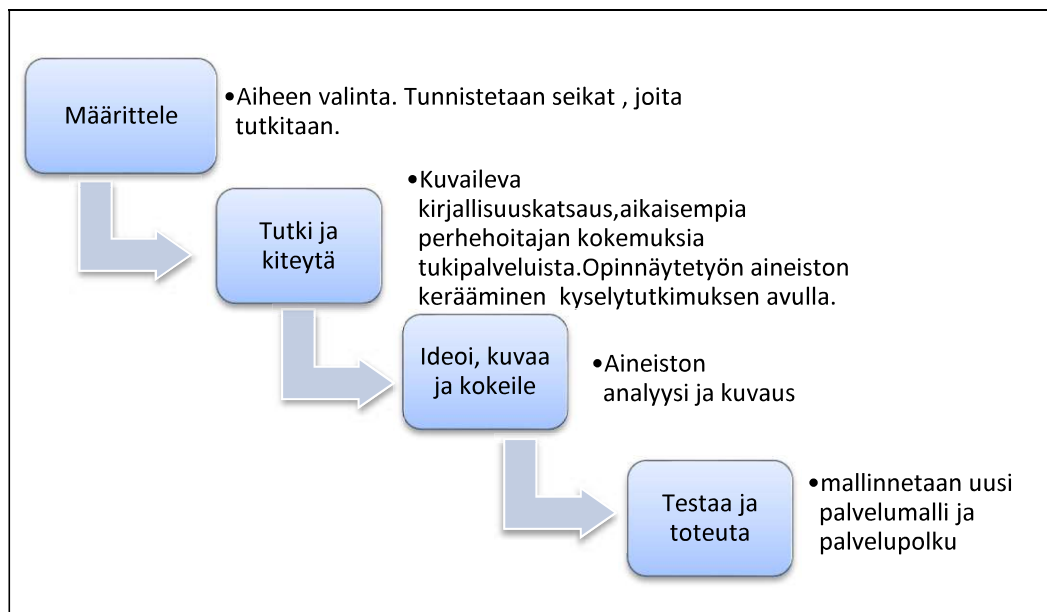 Määrittele
•Aiheen valinta. Tunnistetaan seikat , joita
tutkitaan.
Tutki ja
kiteytä
•Kuvaileva
kirjallisuuskatsaus,aikaisempia
perhehoitajan kokemuksia
tukipalveluista.Opinnäytetyön aineiston
kerääminen  kyselytutkimuksen avulla.
Ideoi, kuvaa
ja kokeile
•Aineiston
analyysi ja kuvaus
Testaa ja
toteuta
•mallinnetaan uusi
palvelumalli ja
palvelupolku